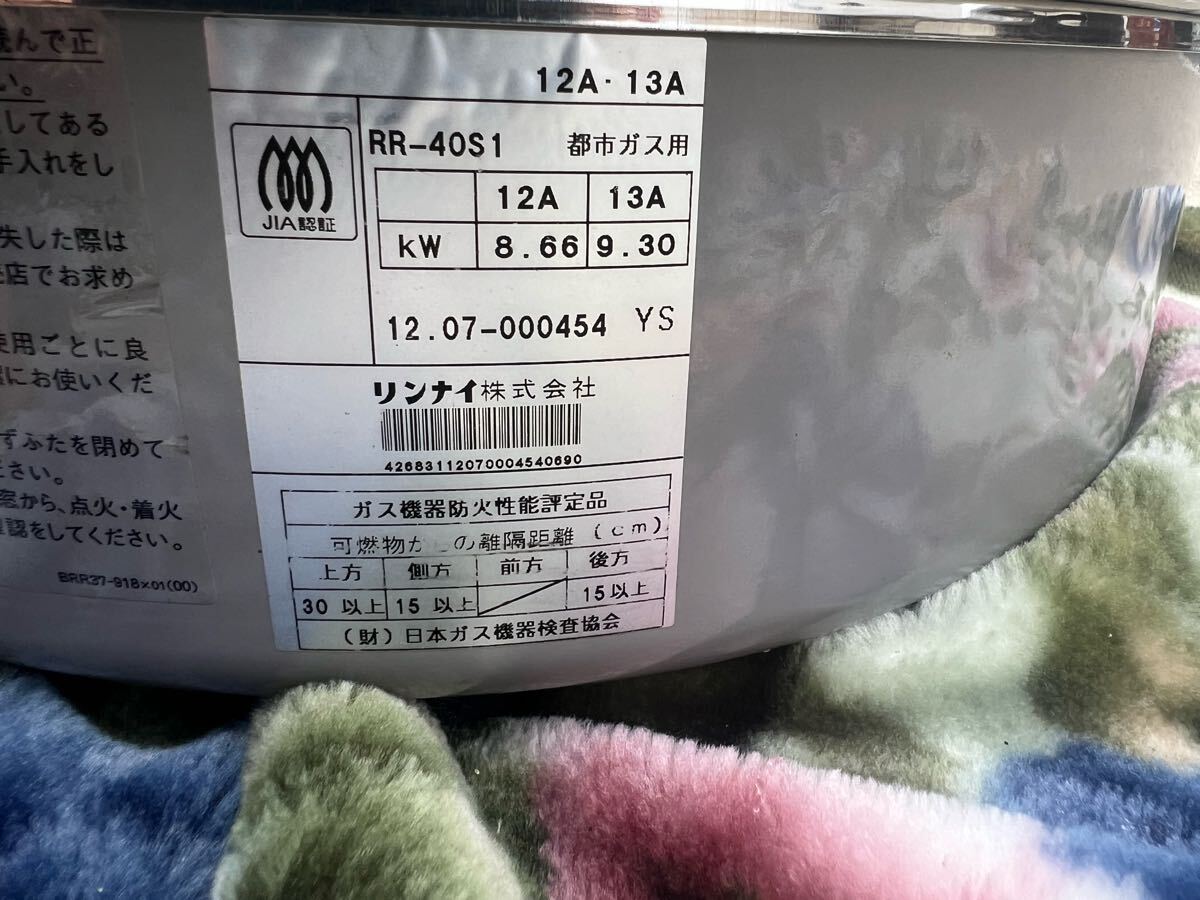 んで正
い。
してある
手入れをし
失した際は
店でお求め
使用ごとに良
にお使いくだ
ずふたを閉めて
ださい。
窓から、点火・着火
確認をしてください。
BRR37-918×01(00)
12A・13A
JIA認証
RR-40S1 都市ガス用
12A 13A
kW 8.66 9.30
12.07-000454 YS
リンナイ株式会社
42683112070004540690
ガス機器防火性能評定品
可燃物か の離隔距離 (cm)
上方 側方 前方 後方
30 以上 15 以上 15以上
(財)日本ガス機器検査協会